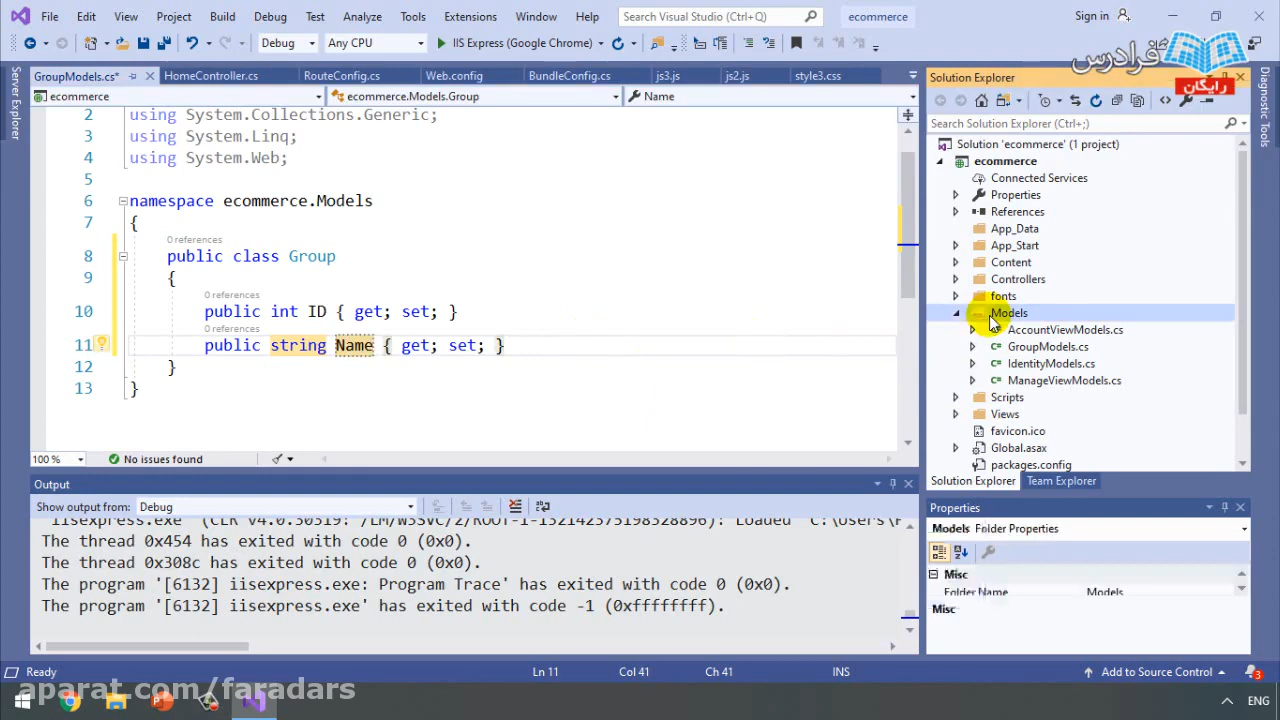 File Edit View Project Build Debug Test Analyze Tools Extensions Window Help Search Visual Studio (Ctrl+Q) ecommerce Sign in
Debug Any CPU IIS Express (Google Chrome)
فرادرس
رایگان
Server Explorer
GroupModels.cs* HomeController.cs RouteConfig.cs Web.config BundleConfig.cs js3.js js2.js style3.css
ecommerce ecommerce.Models.Group Name
2 using System.Collections.Generic;
3 using System.Linq;
4 using System.Web;
5
6 namespace ecommerce.Models
7 {
0 references
8 public class Group
9 {
0 references
10 public int ID { get; set; }
0 references
11 public string Name { get; set; }
12 }
13 }
100 % No issues found
Output
Show output from: Debug
The thread 0x454 has exited with code 0 (0x0).
The thread 0x308c has exited with code 0 (0x0).
The program '[6132] iisexpress.exe: Program Trace' has exited with code 0 (0x0).
The program '[6132] iisexpress.exe' has exited with code -1 (0xffffffff).
Solution Explorer
Search Solution Explorer (Ctrl+;)
Solution 'ecommerce' (1 project)
ecommerce
Connected Services
Properties
References
App_Data
App_Start
Content
Controllers
fonts
Models
AccountViewModels.cs
GroupModels.cs
IdentityModels.cs
ManageViewModels.cs
Scripts
Views
favicon.ico
Global.asax
packages.config
Solution Explorer Team Explorer
Properties
Models Folder Properties
Misc
Folder Name Models
Misc
Diagnostic Tools
Ready Ln 11 Col 41 Ch 41 INS Add to Source Control 3
aparat.com/faradars
ENG